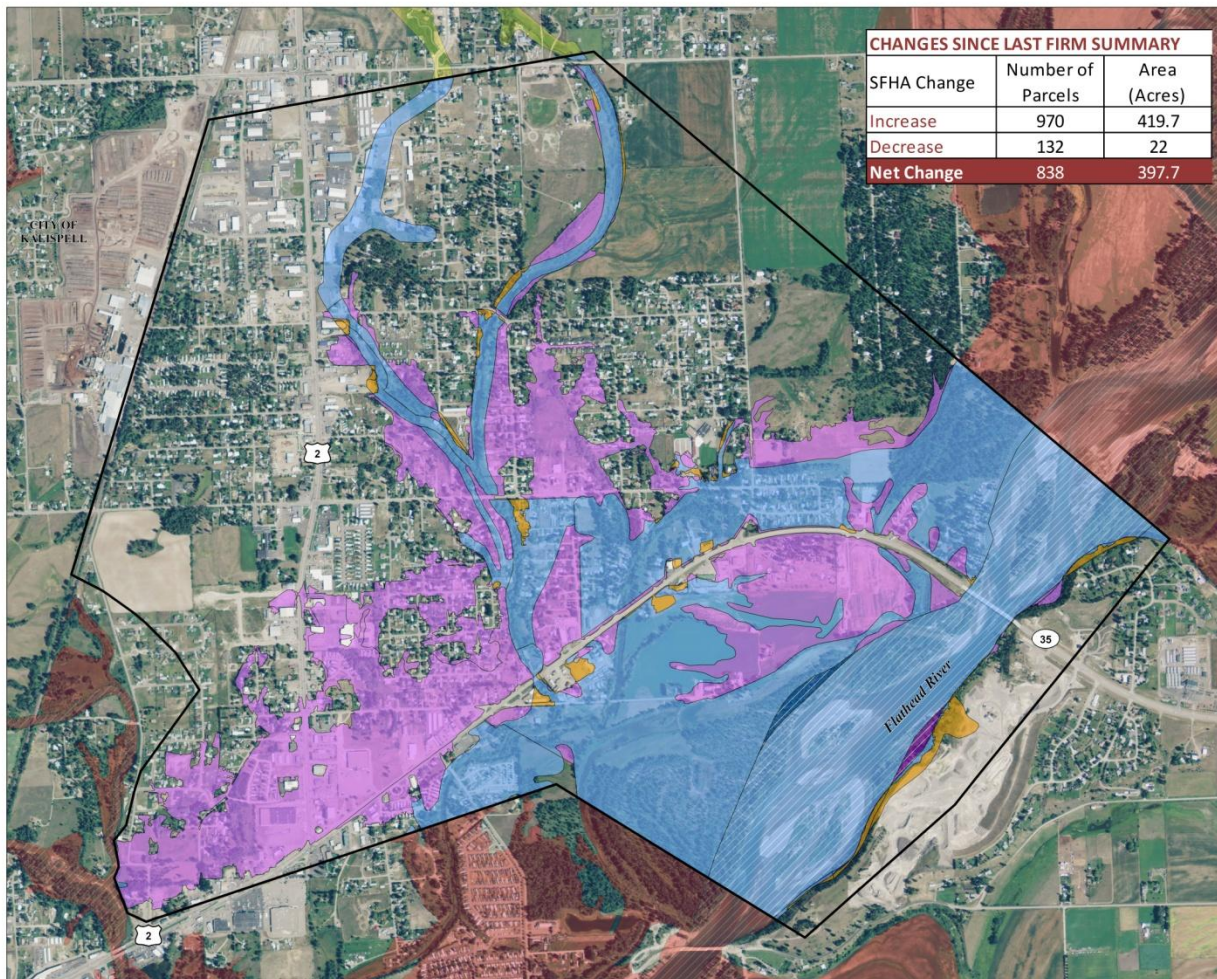 CHANGES SINCE LAST FIRM SUMMARY
SFHA Change
Number of
Parcels
Area
(Acres)
Increase 970 419.7
Decrease 132 22
Net Change 838 397.7
CITY OF
KALISPELL
2
35
Flathead River
2